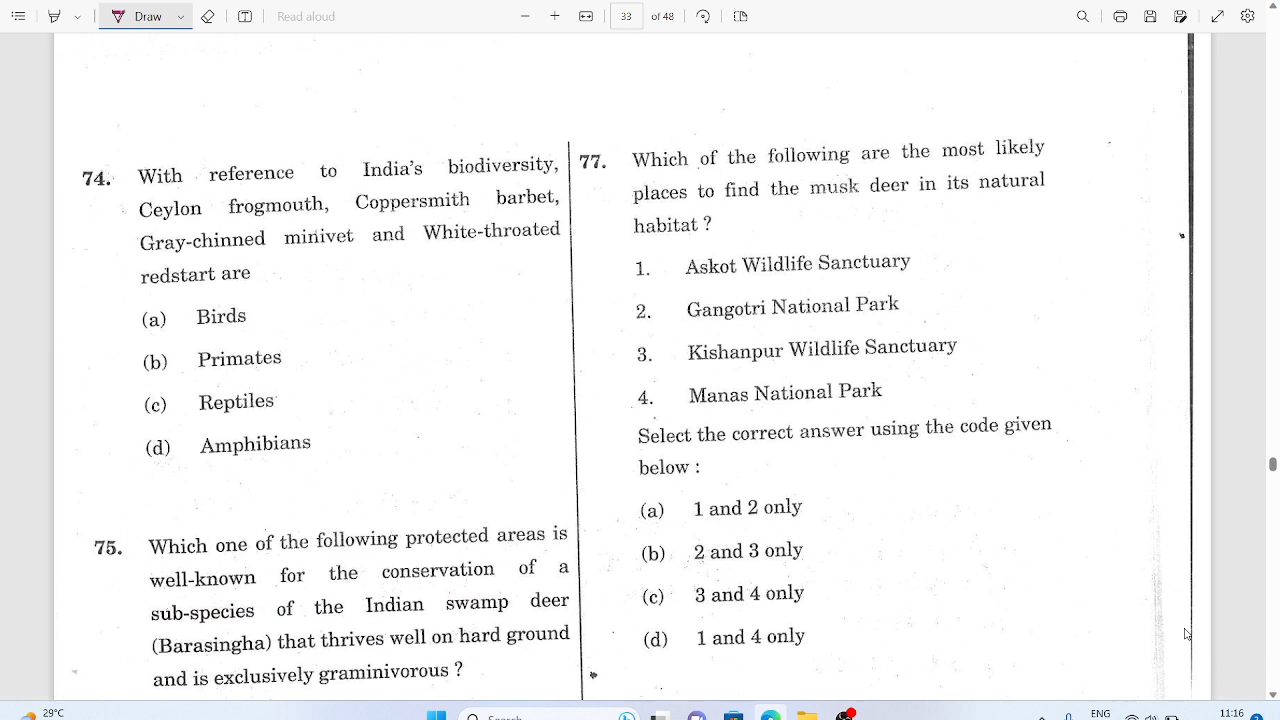 Draw
Read aloud
33
of 48
74. With reference to India's biodiversity,
Ceylon frogmouth, Coppersmith barbet,
Gray-chinned minivet and White-throated
redstart are
(a) Birds
(b) Primates
(c) Reptiles
(d) Amphibians
75. Which one of the following protected areas is
well-known for the conservation of a
sub-species of the Indian swamp deer
(Barasingha) that thrives well on hard ground
and is exclusively graminivorous ?
77. Which of the following are the most likely
places to find the musk deer in its natural
habitat ?
1. Askot Wildlife Sanctuary
2. Gangotri National Park
3. Kishanpur Wildlife Sanctuary
4. Manas National Park
Select the correct answer using the code given
below :
(a) 1 and 2 only
(b) 2 and 3 only
(c) 3 and 4 only
(d) 1 and 4 only
29°C
Search
ENG
11:16